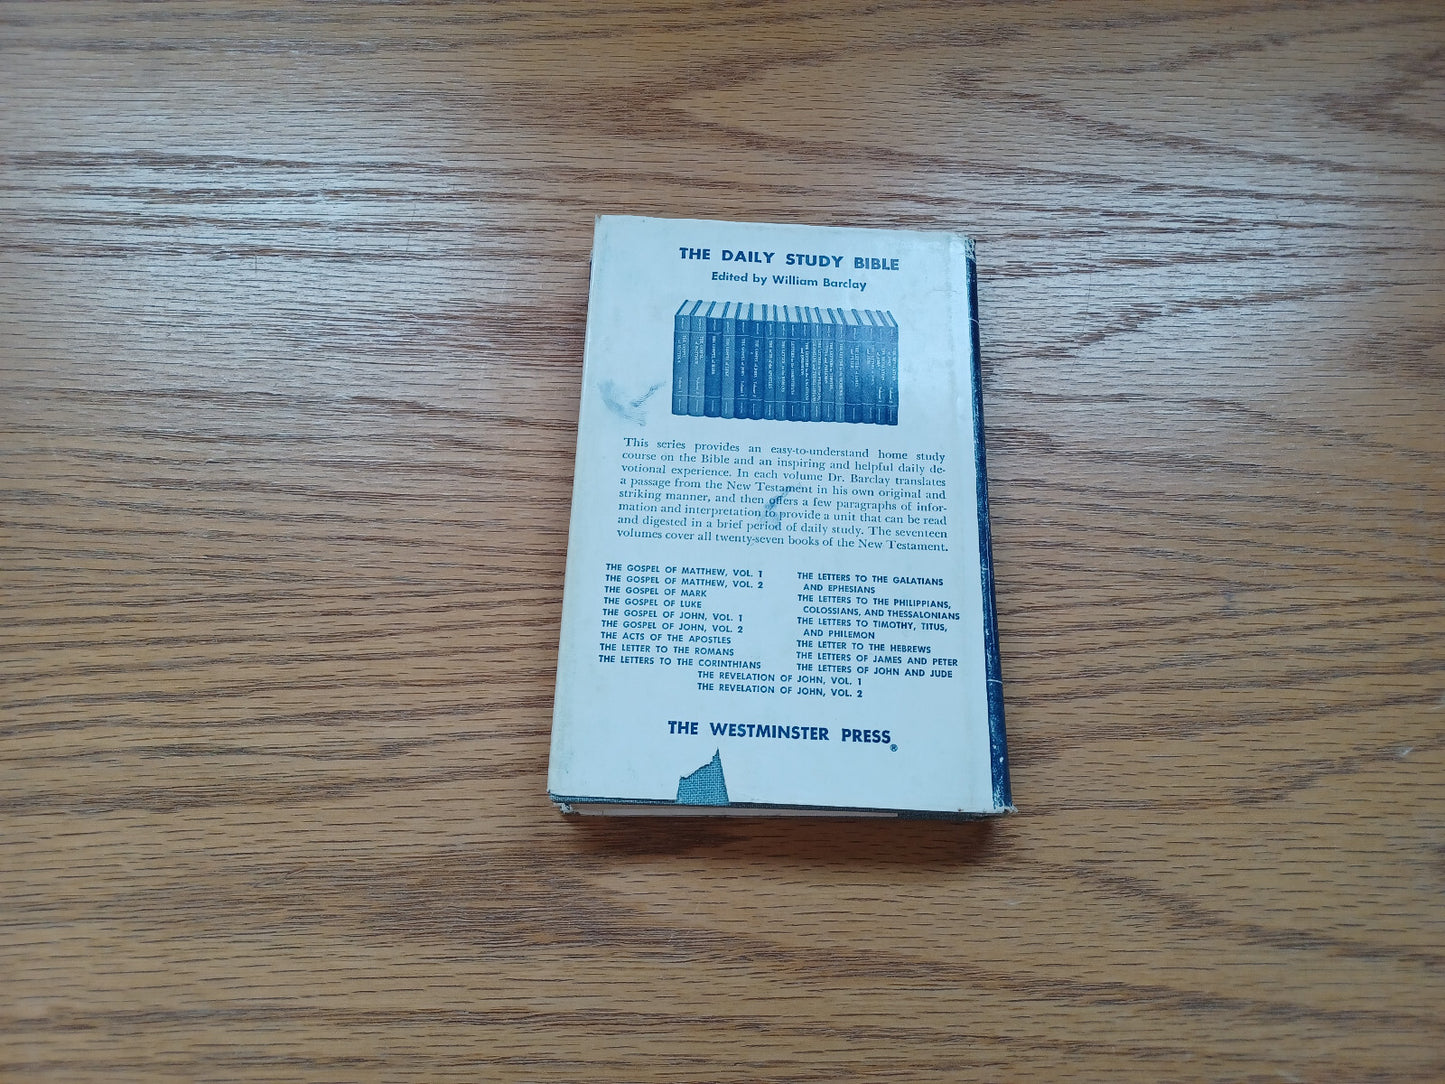 THE DAILY STUDY BIBLE
Edited by William Barclay
This series provides an easy-to-understand home study
course on the Bible and an inspiring and helpful daily de-
votional experience. In each volume Dr. Barclay translates
a passage from the New Testament in his own original and
striking manner, and then offers a few paragraphs of infor-
mation and interpretation to provide a unit that can be read
and digested in a brief period of daily study. The seventeen
volumes cover all twenty-seven books of the New Testament.
THE GOSPEL OF MATTHEW, VOL. 1
THE GOSPEL OF MATTHEW, VOL. 2
THE GOSPEL OF MARK
THE GOSPEL OF LUKE
THE GOSPEL OF JOHN, VOL. 1
THE GOSPEL OF JOHN, VOL. 2
THE ACTS OF THE APOSTLES
THE LETTER TO THE ROMANS
THE LETTERS TO THE CORINTHIANS
THE LETTERS TO THE GALATIANS
AND EPHESIANS
THE LETTERS TO THE PHILIPPIANS,
COLOSSIANS, AND THESSALONIANS
THE LETTERS TO TIMOTHY, TITUS,
AND PHILEMON
THE LETTER TO THE HEBREWS
THE LETTERS OF JAMES AND PETER
THE LETTERS OF JOHN AND JUDE
THE REVELATION OF JOHN, VOL. 1
THE REVELATION OF JOHN, VOL. 2
THE WESTMINSTER PRESS®